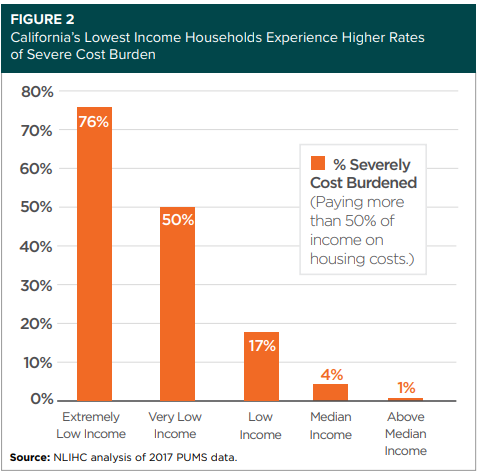 FIGURE 2
California’s Lowest Income Households Experience Higher Rates
of Severe Cost Burden
80%
70%
60%
50%
40%
30%
20%
10%
0%
76%
50%
17%
4%
1%
% Severely
Cost Burdened
(Paying more
than 50% of
income on
housing costs.)
Extremely
Low Income
Very Low
Income
Low
Income
Median
Income
Above
Median
Income
Source: NLIHC analysis of 2017 PUMS data.